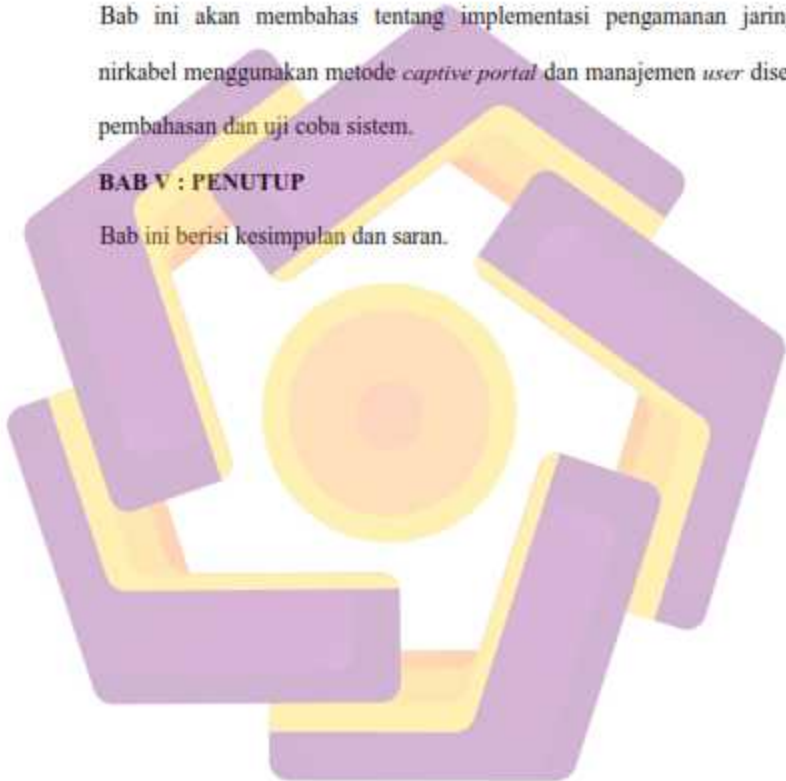 Bab ini akan membahas tentang implementasi pengamanan jarin
nirkabel menggunakan metode captive portal dan manajemen user dise
pembahasan dan uji coba sistem.
BAB V : PENUTUP
Bab ini berisi kesimpulan dan saran.